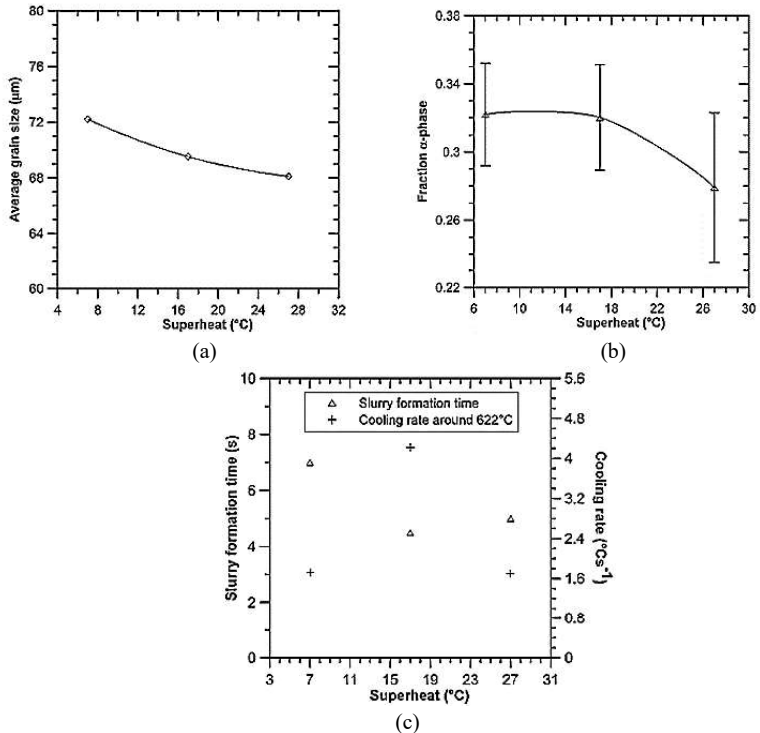 80
76
72
68
64
60
Average grain size (μm)
4 8 12 16 20 24 28 32
Superheat (°C)
(a)
0.38
0.34
0.3
0.26
0.22
Fraction α-phase
6 10 14 18 22 26 30
Superheat (°C)
(b)
10
8
6
4
2
0
Slurry formation time (s)
Slurry formation time
Cooling rate around 622°C
5.6
4.8
4
3.2
2.4
1.6
0.8
0
Cooling rate (°Cs⁻¹)
3 7 11 15 19 23 27 31
Superheat (°C)
(c)